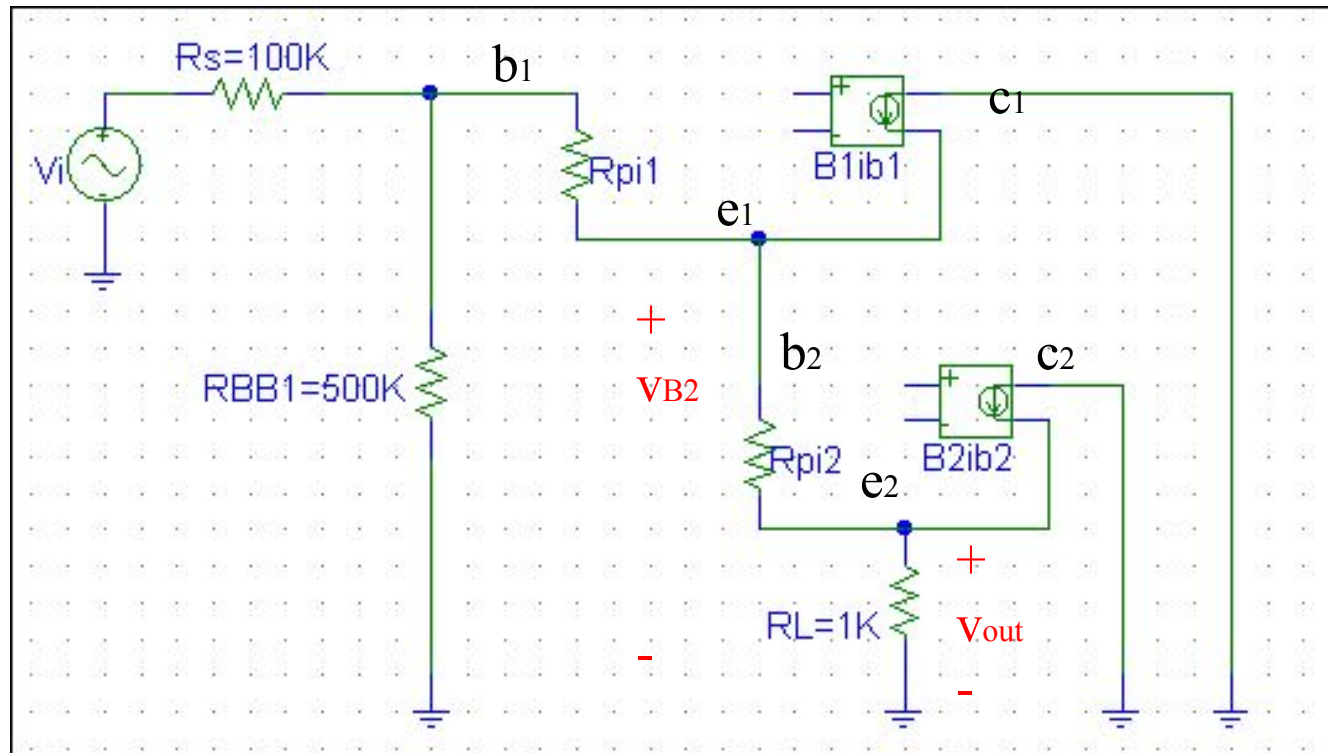 Rs=100K
b1
+
c1
+
-
Vi
Rpi1
B1ib1
e1
+
b2
c2
vB2
RBB1=500K
+
-
Rpi2
B2ib2
e2
+
RL=1K
vout
-
-